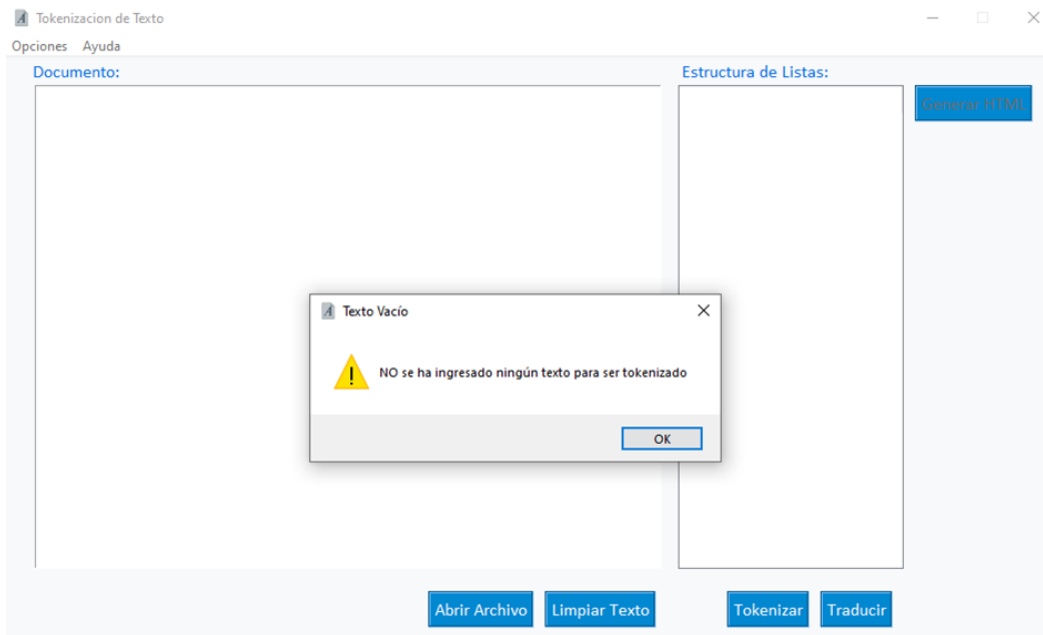 Tokenizacion de Texto
Opciones Ayuda
Documento:
Estructura de Listas:
Generar HTML
Texto Vacío
NO se ha ingresado ningún texto para ser tokenizado
OK
Abrir Archivo Limpiar Texto Tokenizar Traducir